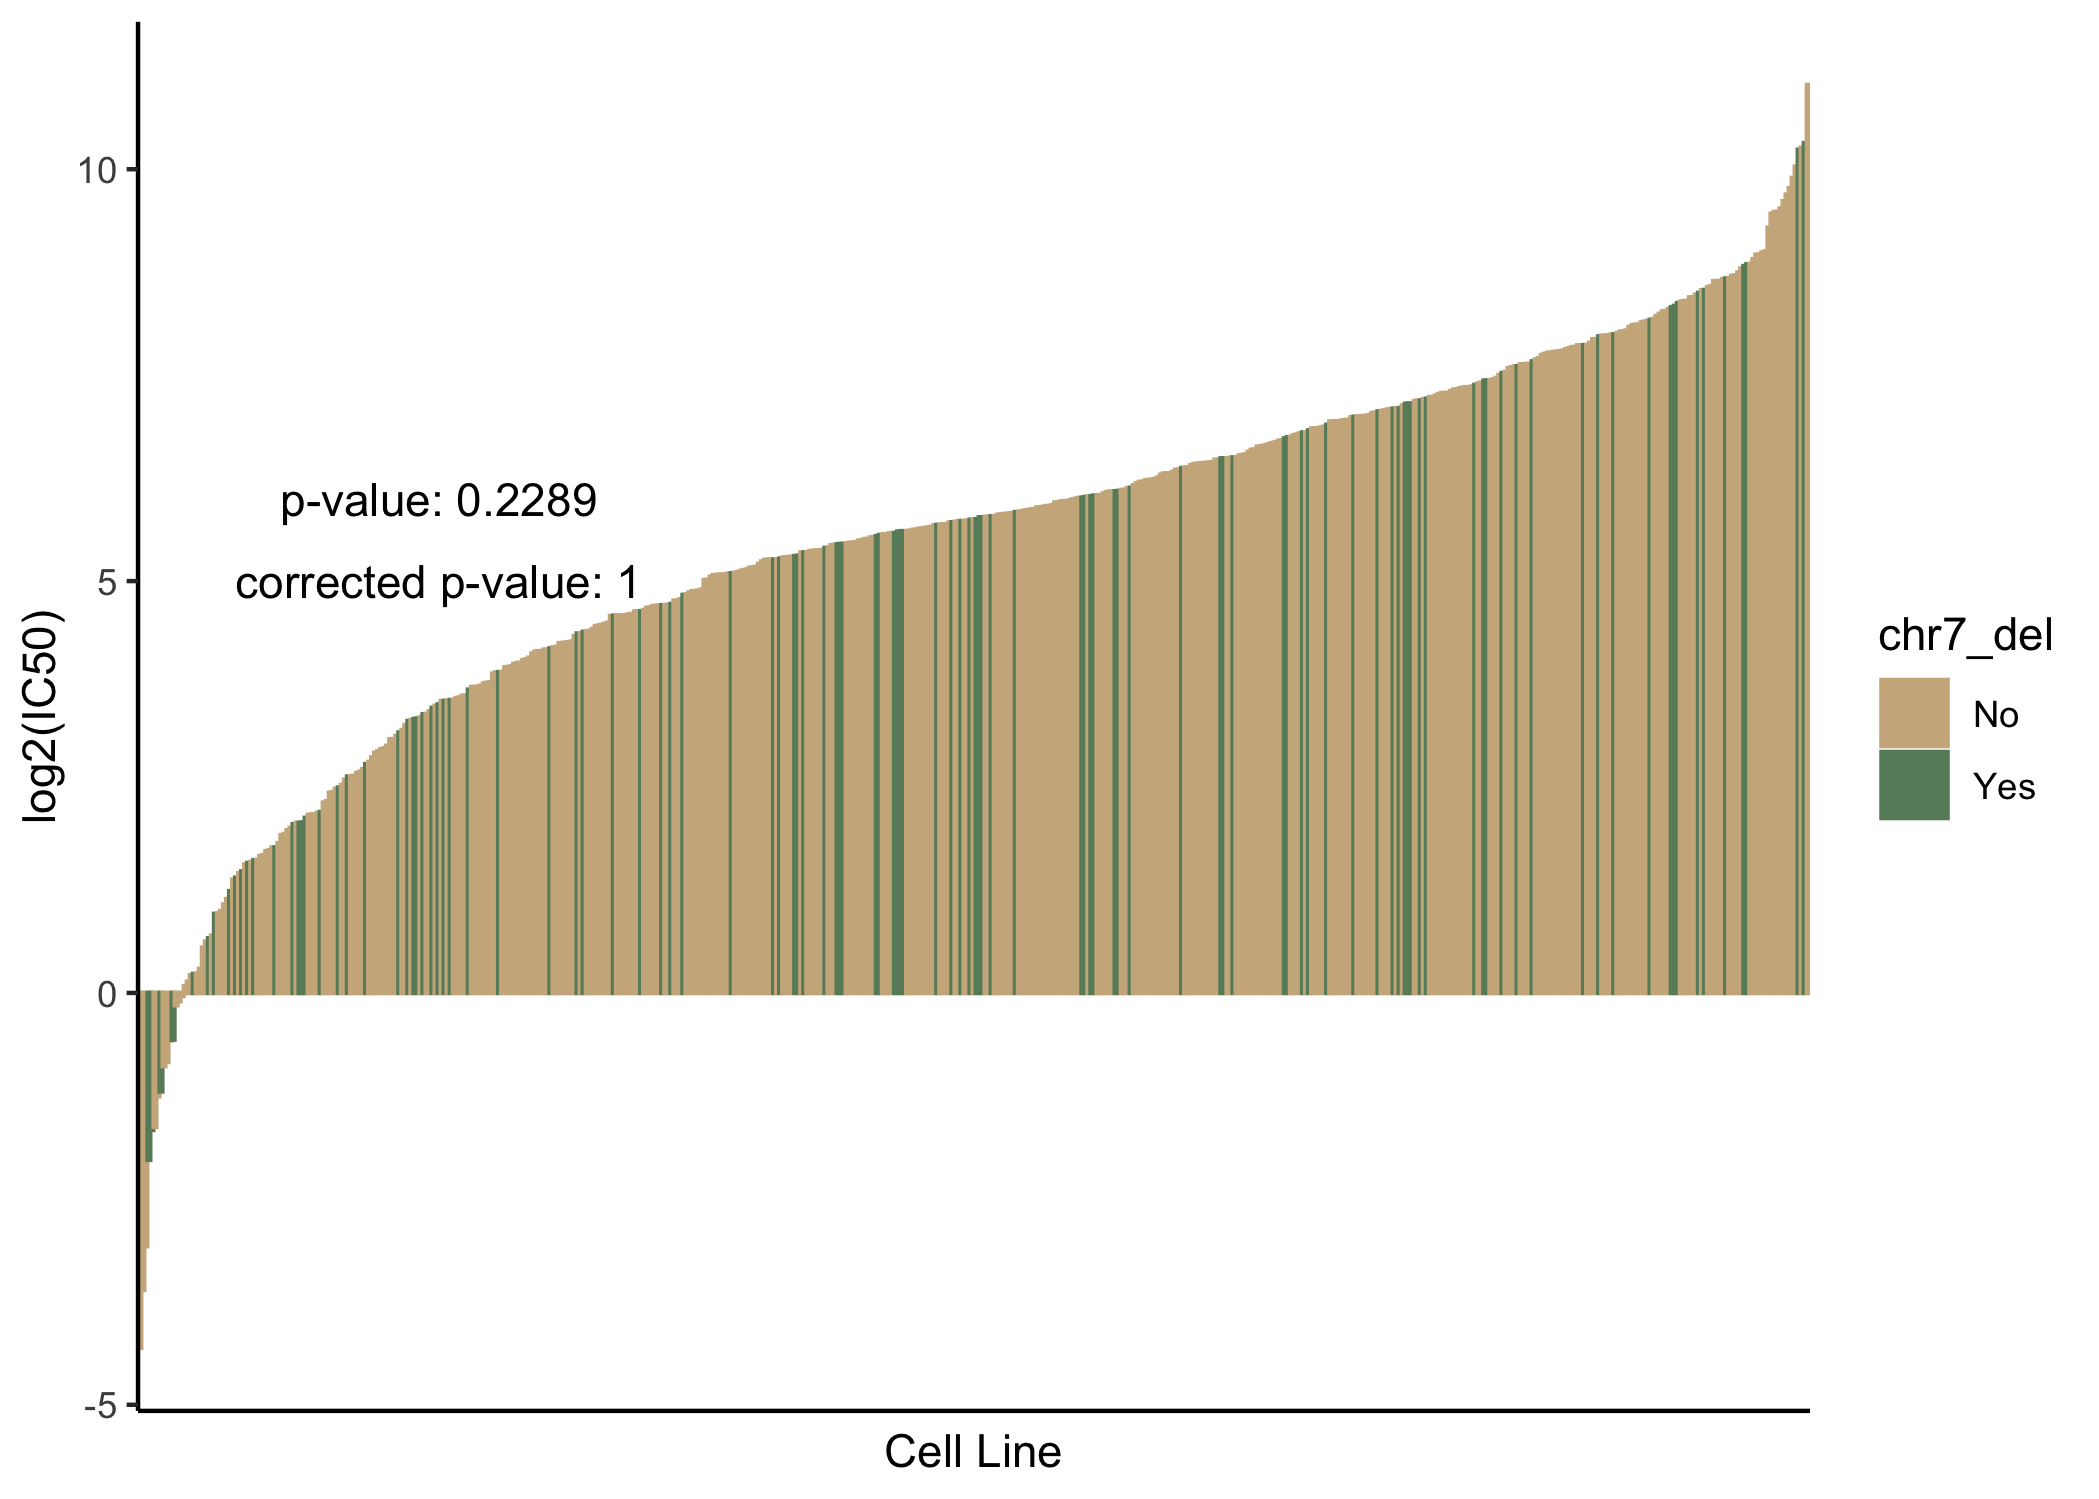 10
5
0
-5
log2(IC50)
p-value: 0.2289
corrected p-value: 1
Cell Line
chr7_del
No
Yes